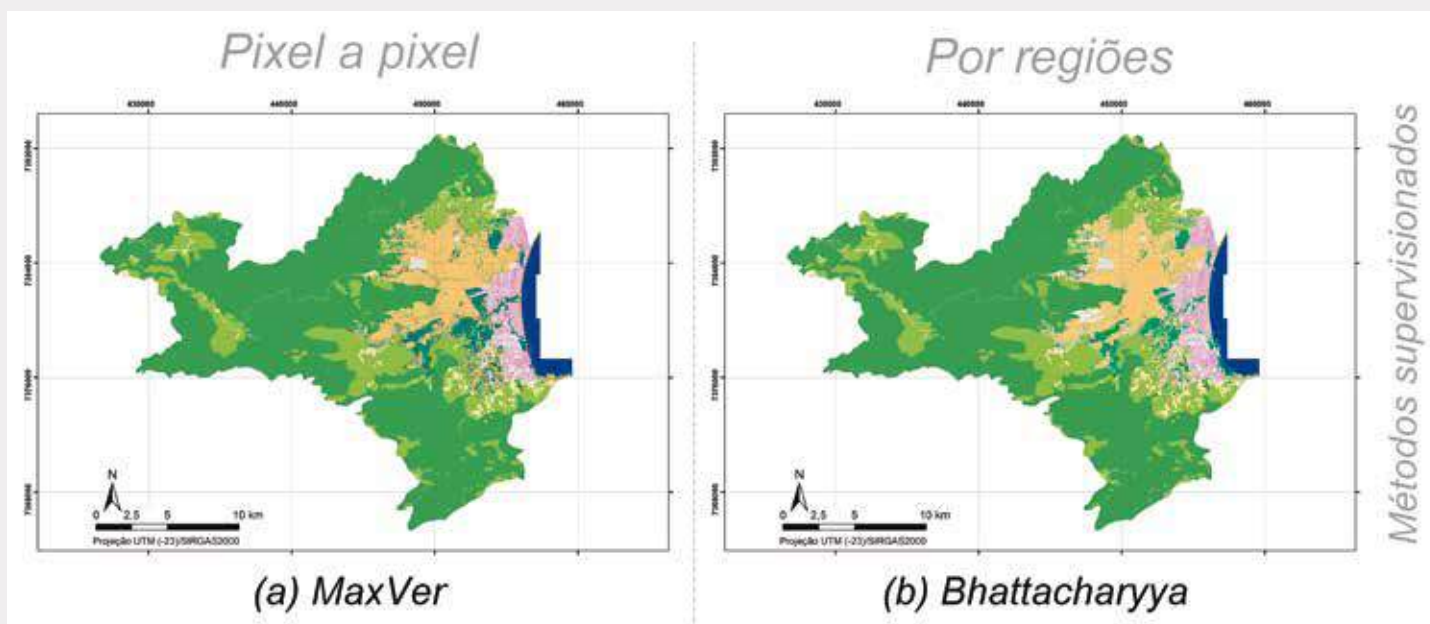 Pixel a pixel
Por regiões
Métodos supervisionados
430000 440000 450000 460000
430000 440000 450000 460000
N
0 2.5 5 10 km
Projeção UTM (-23)/SIRGAS2000
N
0 2.5 5 10 km
Projeção UTM (-23)/SIRGAS2000
(a) MaxVer
(b) Bhattacharyya